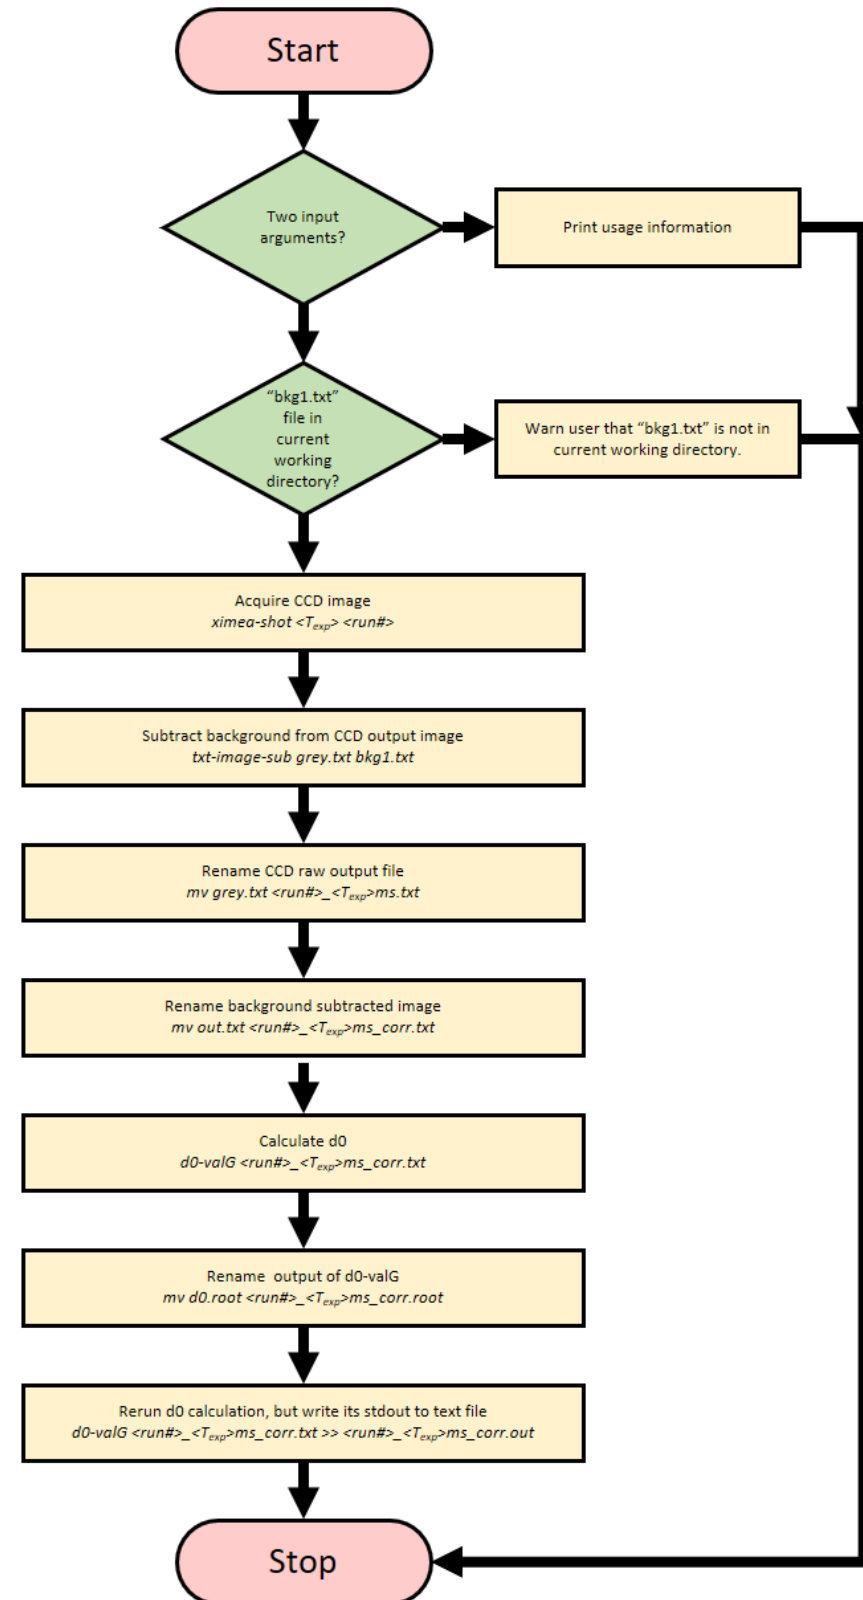 Start
Two input
arguments?
Print usage information
“bkg1.txt”
file in
current
working
directory?
Warn user that “bkg1.txt” is not in
current working directory.
Acquire CCD image
ximea-shot <Texp> <run#>
Subtract background from CCD output image
txt-image-sub grey.txt bkg1.txt
Rename CCD raw output file
mv grey.txt <run#>_<Texp>ms.txt
Rename background subtracted image
mv out.txt <run#>_<Texp>ms_corr.txt
Calculate d0
d0-valG <run#>_<Texp>ms_corr.txt
Rename  output of d0-valG
mv d0.root <run#>_<Texp>ms_corr.root
Rerun d0 calculation, but write its stdout to text file
d0-valG <run#>_<Texp>ms_corr.txt >> <run#>_<Texp>ms_corr.out
Stop